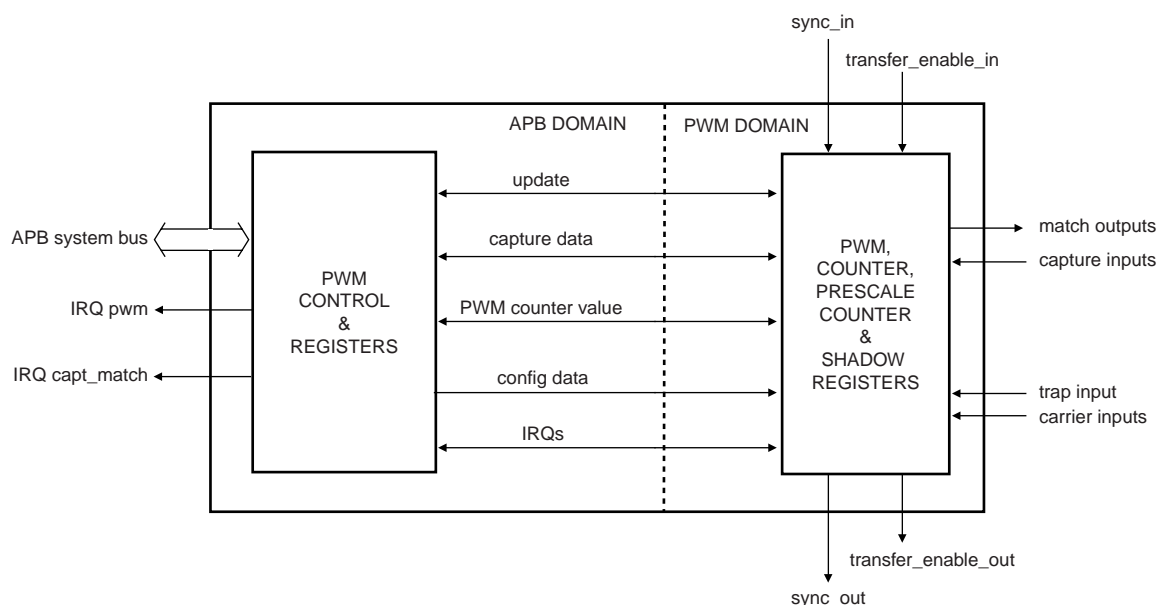 sync_in
transfer_enable_in
APB DOMAIN
PWM DOMAIN
update
APB system bus
capture data
match outputs
capture inputs
PWM
CONTROL
&
REGISTERS
PWM,
COUNTER,
PRESCALE
COUNTER
&
SHADOW
REGISTERS
IRQ pwm
PWM counter value
IRQ capt_match
config data
trap input
carrier inputs
IRQs
transfer_enable_out
sync_out